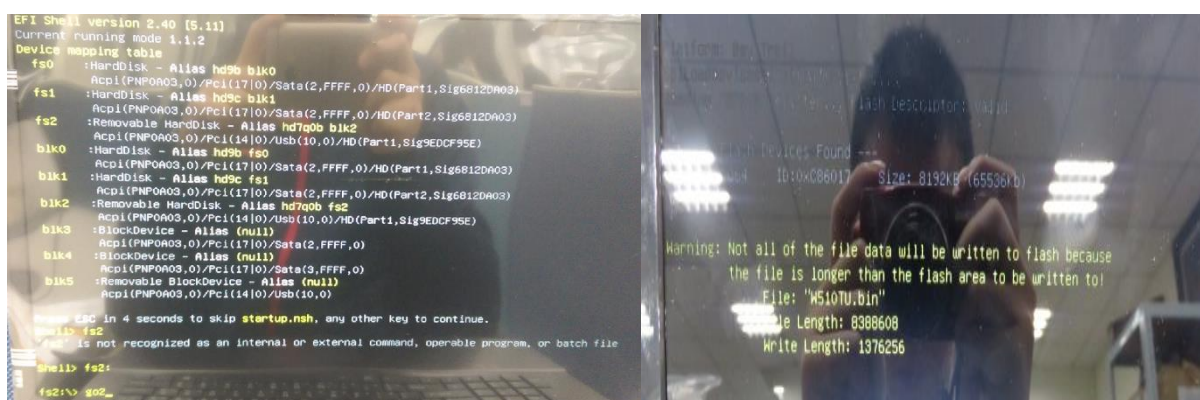 EFI Shell version 2.40 [5.11]
Current running mode 1.1.2
Device mapping table
fs0 :HardDisk - Alias hd9b blk0
Acpi(PNP0A03,0)/Pci(17|0)/Sata(2,FFFF,0)/HD(Part1,Sig6812DA03)
fs1 :HardDisk - Alias hd9c blk1
Acpi(PNP0A03,0)/Pci(17|0)/Sata(2,FFFF,0)/HD(Part2,Sig6812DA03)
fs2 :Removable HardDisk - Alias hd7q0b blk2
Acpi(PNP0A03,0)/Pci(14|0)/Usb(10,0)/HD(Part1,Sig9EDCF95E)
blk0 :HardDisk - Alias hd9b fs0
Acpi(PNP0A03,0)/Pci(17|0)/Sata(2,FFFF,0)/HD(Part1,Sig6812DA03)
blk1 :HardDisk - Alias hd9c fs1
Acpi(PNP0A03,0)/Pci(17|0)/Sata(2,FFFF,0)/HD(Part2,Sig6812DA03)
blk2 :Removable HardDisk - Alias hd7q0b fs2
Acpi(PNP0A03,0)/Pci(14|0)/Usb(10,0)/HD(Part1,Sig9EDCF95E)
blk3 :BlockDevice - Alias (null)
Acpi(PNP0A03,0)/Pci(17|0)/Sata(2,FFFF,0)
blk4 :BlockDevice - Alias (null)
Acpi(PNP0A03,0)/Pci(17|0)/Sata(3,FFFF,0)
blk5 :Removable BlockDevice - Alias (null)
Acpi(PNP0A03,0)/Pci(14|0)/Usb(10,0)
ESC in 4 seconds to skip startup.nsh, any other key to continue.
Shell> fs2
'fs2' is not recognized as an internal or external command, operable program, or batch file
Shell> fs2:
fs2:\> go2_
Flash Descriptor: Valid
Devices Found ---
ID:0xC86017 Size: 8192KB (65536Kb)
Warning: Not all of the file data will be written to flash because
the file is longer than the flash area to be written to!
File: "W510TU.bin"
Length: 8388608
Write Length: 1376256